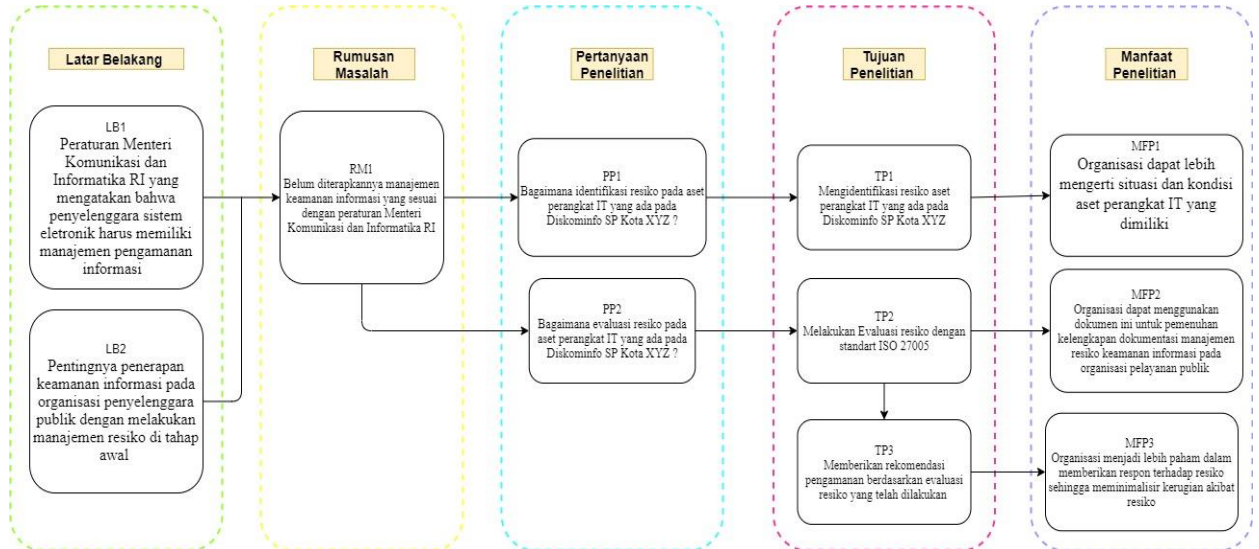 Latar Belakang
LB1
Peraturan Menteri
Komunikasi dan
Informatika RI yang
mengatakan bahwa
penyelenggara sistem
eletronik harus memiliki
manajemen pengamanan
informasi
LB2
Pentingnya penerapan
keamanan informasi pada
organisasi penyelenggara
publik dengan melakukan
manajemen resiko di tahap
awal
Rumusan
Masalah
RM1
Belum diterapkannya manajemen
keamanan informasi yang sesuai
dengan peraturan Menteri
Komunikasi dan Informatika RI
Pertanyaan
Penelitian
PP1
Bagaimana identifikasi resiko pada aset
perangkat IT yang ada pada
Diskominfo SP Kota XYZ ?
PP2
Bagaimana evaluasi resiko pada
aset perangkat IT yang ada pada
Diskominfo SP Kota XYZ ?
Tujuan
Penelitian
TP1
Mengidentifikasi resiko aset
perangkat IT yang ada pada
Diskominfo SP Kota XYZ
TP2
Melakukan Evaluasi resiko dengan
standart ISO 27005
TP3
Memberikan rekomendasi
pengamanan berdasarkan evaluasi
resiko yang telah dilakukan
Manfaat
Penelitian
MFP1
Organisasi dapat lebih
mengerti situasi dan kondisi
aset perangkat IT yang
dimiliki
MFP2
Organisasi dapat menggunakan
dokumen ini untuk pemenuhan
kelengkapan dokumentasi manajemen
resiko keamanan informasi pada
organisasi pelayanan publik
MFP3
Organisasi menjadi lebih paham dalam
memberikan respon terhadap resiko
sehingga meminimalisir kerugian akibat
resiko